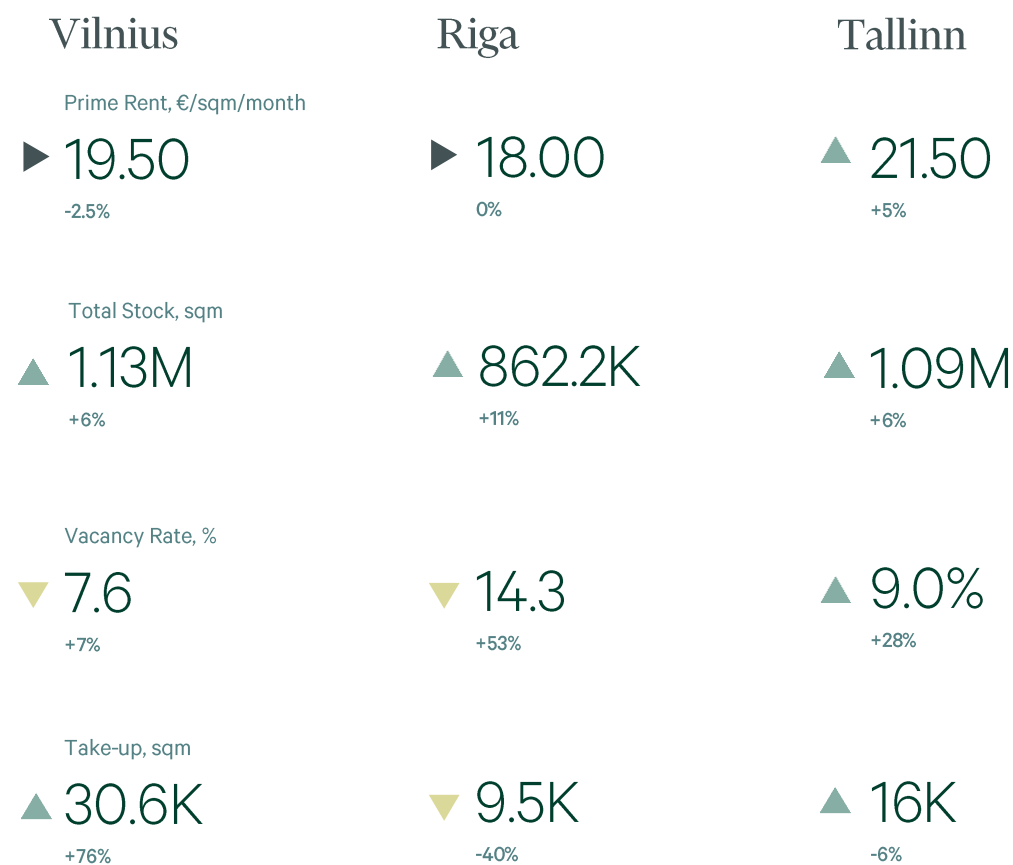 Vilnius
Riga
Tallinn
Prime Rent, €/sqm/month
19.50
18.00
21.50
-2.5%
0%
+5%
Total Stock, sqm
1.13M
862.2K
1.09M
+6%
+11%
+6%
Vacancy Rate, %
7.6
14.3
9.0%
+7%
+53%
+28%
Take-up, sqm
30.6K
9.5K
16K
+76%
-40%
-6%